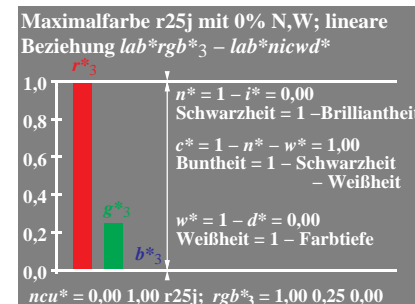 Maximalfarbe r25j mit 0% N,W; lineare
Beziehung lab*rgb*3 – lab*nicwd*
r*3
1,0
n* = 1 – i* = 0,00
Schwarzheit = 1 –Brillantheit
0,8
c* = 1 – n* – w* = 1,00
0,6
Buntheit = 1 – Schwarzheit
– Weißheit
0,4
g*3
w* = 1 – d* = 0,00
0,2
Weißheit = 1 – Farbtiefe
b*3
0,0
ncu* = 0,00 1,00 r25j; rgb*3 = 1,00 0,25 0,00